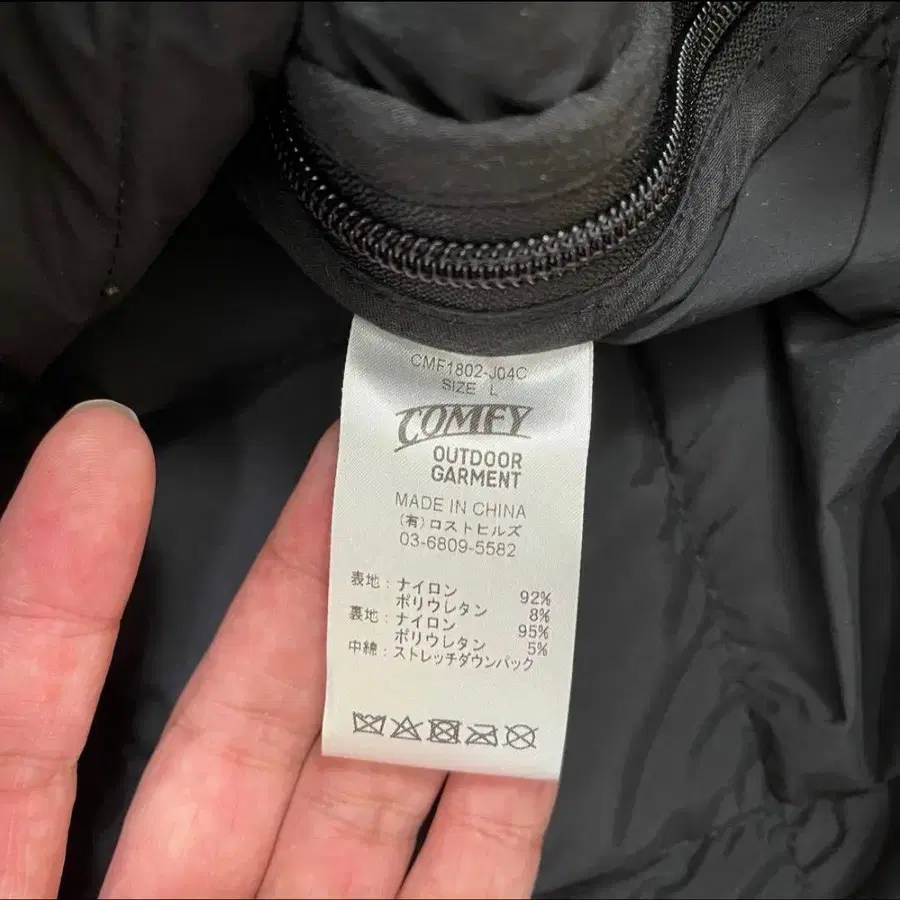 CMF1802-J04C
SIZE L
COMFY
OUTDOOR
GARMENT
MADE IN CHINA
(有)ロストヒルズ
03-6809-5582
表地:ナイロン 92%
ポリウレタン 8%
裏地:ナイロン 95%
ポリウレタン 5%
中綿:ストレッチダウンパック